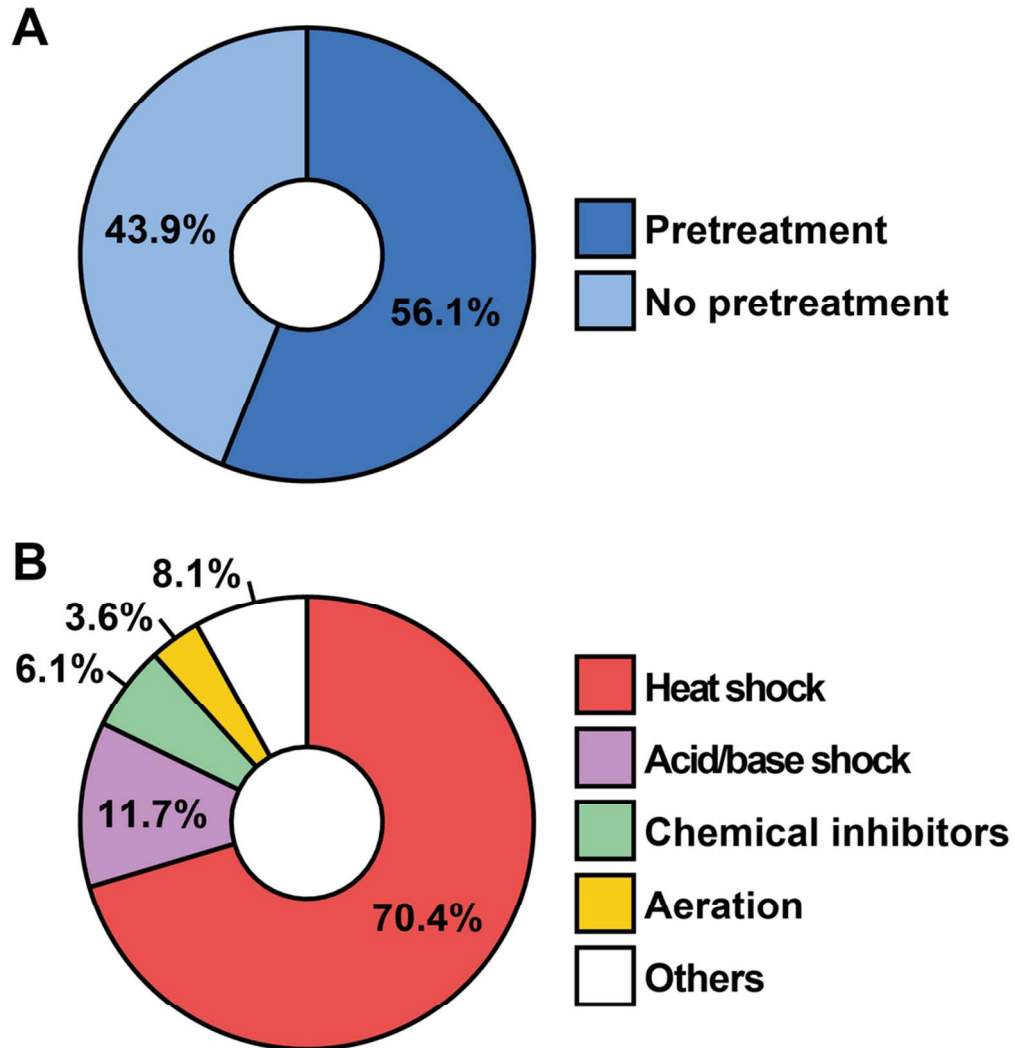 A
43.9%
56.1%
Pretreatment
No pretreatment
B
8.1%
3.6%
6.1%
11.7%
70.4%
Heat shock
Acid/base shock
Chemical inhibitors
Aeration
Others